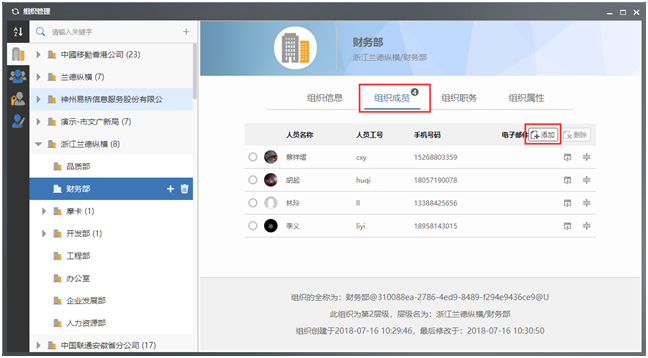 组织管理
请输入关键字
中國移動香港公司 (23)
兰德纵横 (7)
神州易桥信息服务股份有限公
演示-市文广新局 (7)
浙江兰德纵横 (8)
品质部
财务部
摩卡 (1)
开发部 (1)
工程部
办公室
企业发展部
人力资源部
中国联通安徽省分公司 (17)
财务部
浙江兰德纵横/财务部
组织信息 组织成员 4 组织职务 组织属性
人员名称 人员工号 手机号码 电子邮件 添加 删除
蔡祥熠 cxy 15268803359
胡起 huqi 18057190078
林玲 ll 13388425656
李义 liyi 18958143015
组织的全称为：财务部@310088ea-2786-4ed9-8489-f294e9436ce9@U
此组织为第2层级，层级名为：浙江兰德纵横/财务部
组织创建于2018-07-16 10:29:46，最后修改于：2018-07-16 10:30:50